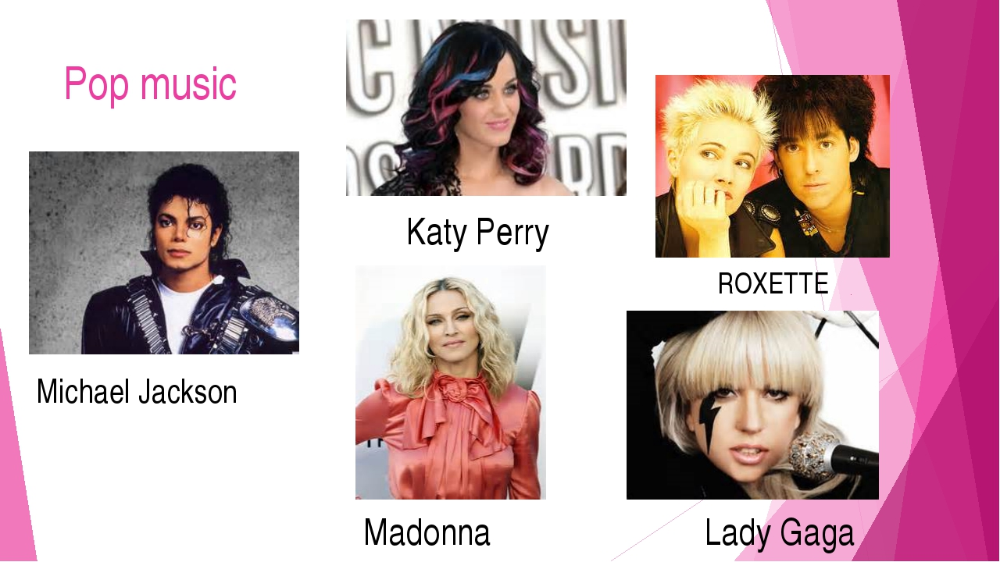 Pop music
Katy Perry
ROXETTE
Michael Jackson
Madonna
Lady Gaga